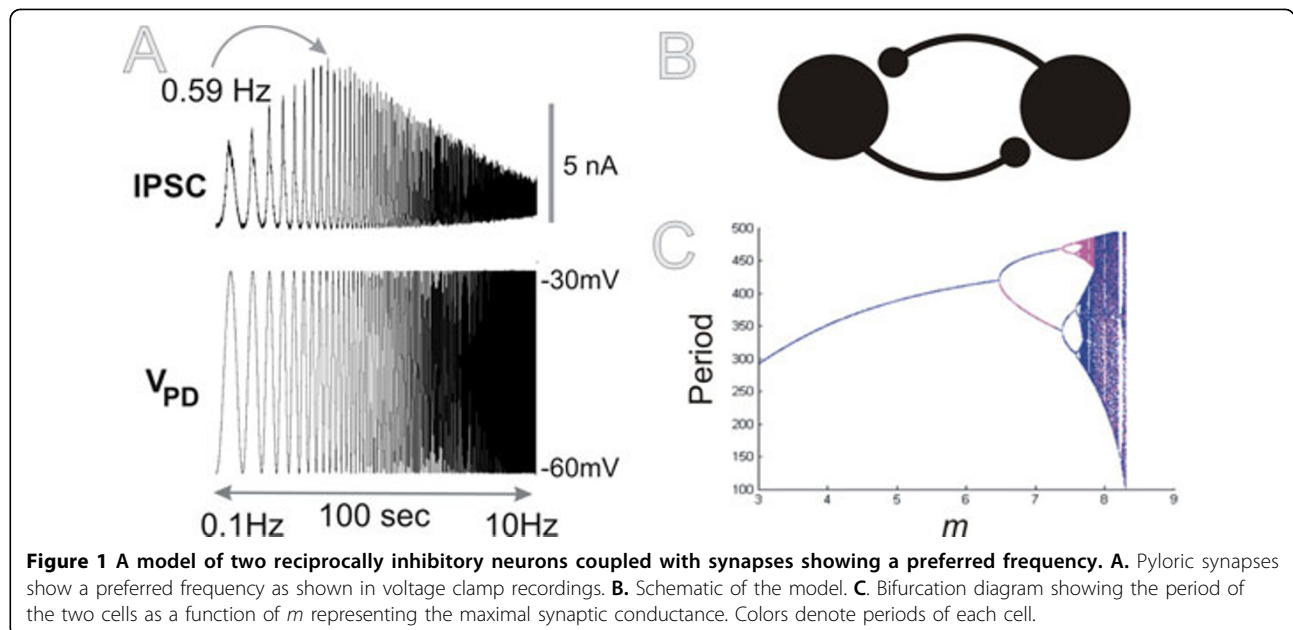 A
0.59 Hz
IPSC
5 nA
-30mV
V_PD
-60mV
0.1Hz
100 sec
10Hz
B
C
500
450
400
350
300
250
200
150
100
Period
3 4 5 6 7 8 9
m
Figure 1 A model of two reciprocally inhibitory neurons coupled with synapses showing a preferred frequency. A. Pyloric synapses
show a preferred frequency as shown in voltage clamp recordings. B. Schematic of the model. C. Bifurcation diagram showing the period of
the two cells as a function of m representing the maximal synaptic conductance. Colors denote periods of each cell.